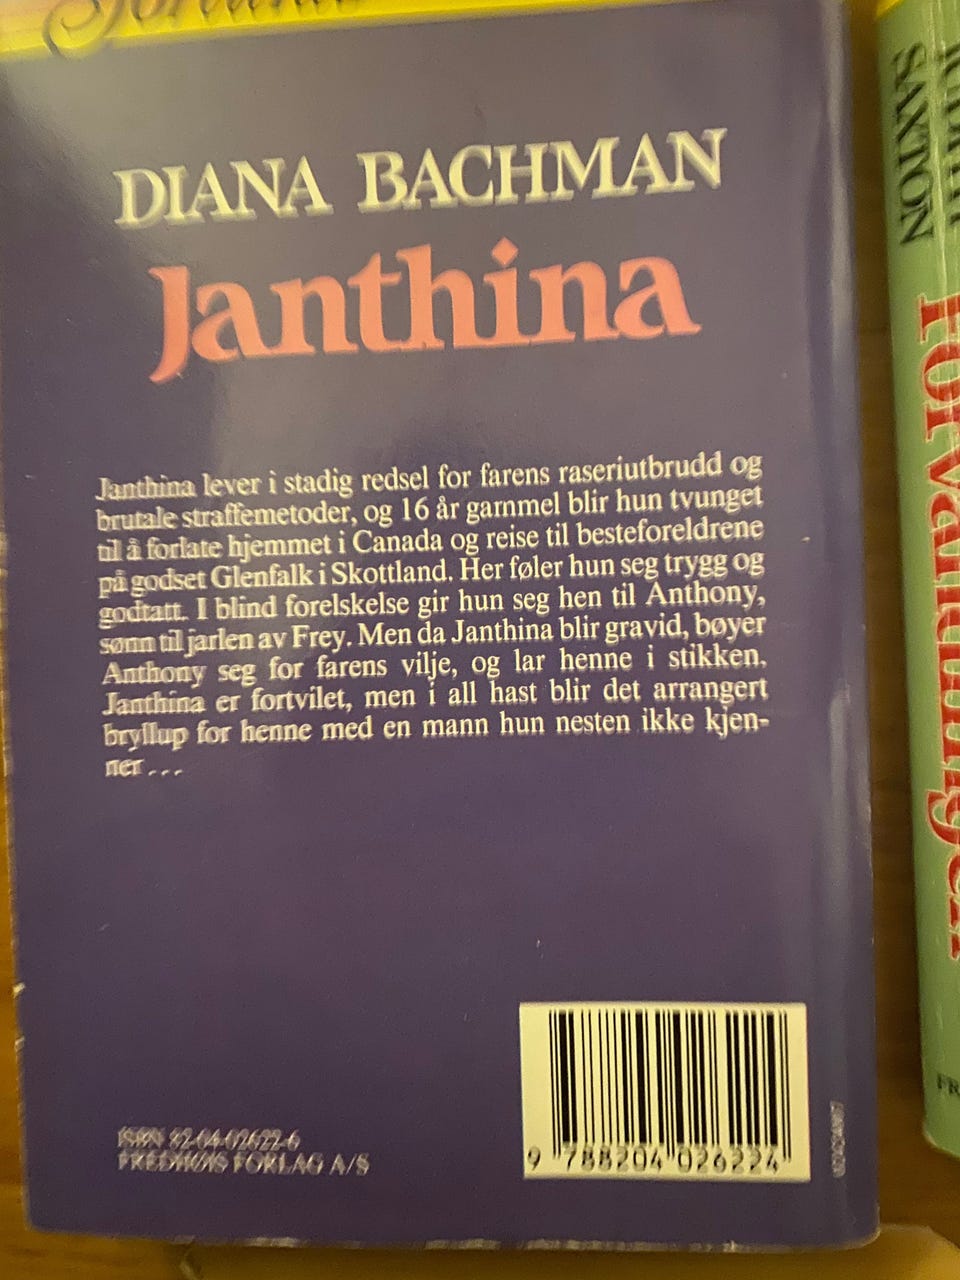 DIANA BACHMAN
Janthina
Janthina lever i stadig redsel for farens raseriutbrudd og
brutale straffemetoder, og 16 år gammel blir hun tvunget
til å forlate hjemmet i Canada og reise til besteforeldrene
på godset Glenfalk i Skottland. Her føler hun seg trygg og
godtatt. I blind forelskelse gir hun seg hen til Anthony,
sønn til jarlen av Frey. Men da Janthina blir gravid, bøyer
Anthony seg for farens vilje, og lar henne i stikken.
Janthina er fortvilet, men i all hast blir det arrangert
bryllup for henne med en mann hun nesten ikke kjen-
ner ...
ISBN 82-04-02622-6
FREDHØIS FORLAG A/S
9 788204 026224
SAXTON
Forvandlingen
FR